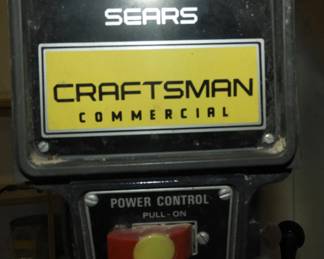 SEARS
CRAFTSMAN
COMMERCIAL
POWER CONTROL
PULL-ON